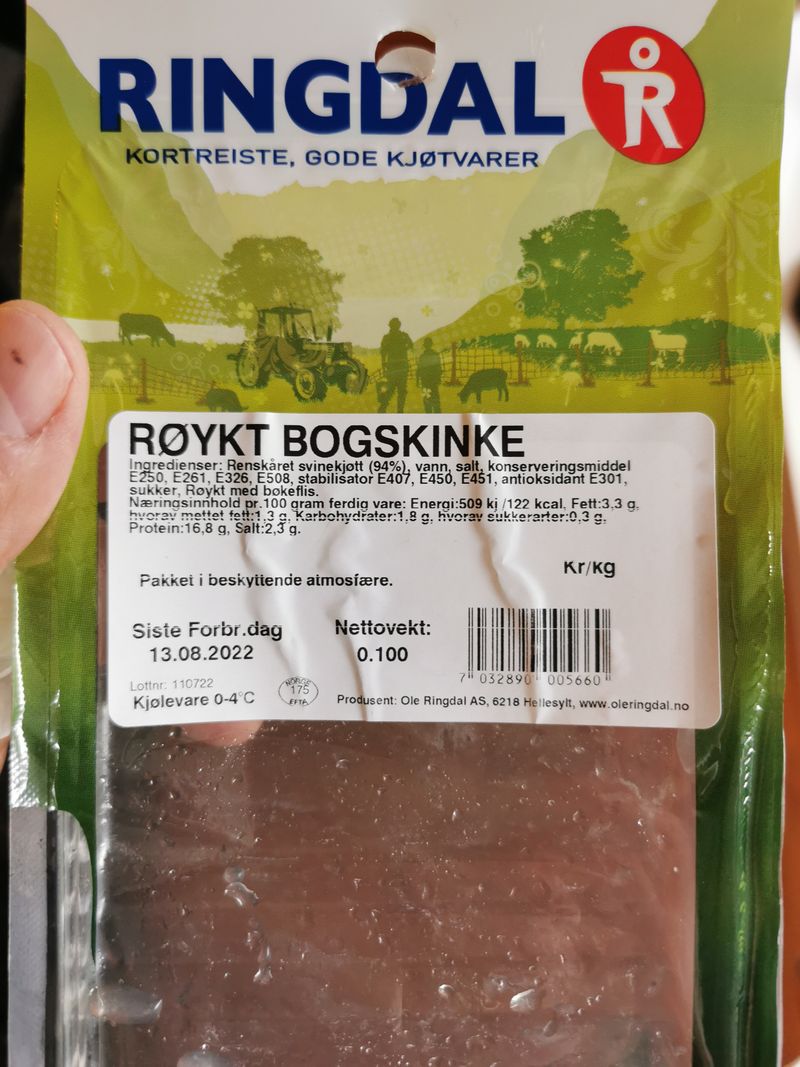 RINGDAL
KORTREISTE, GODE KJØTVARER
RØYKT BOGSKINKE
Ingredienser: Renskåret svinekjøtt (94%), vann, salt, konserveringsmiddel
E250, E261, E326, E508, stabilisator E407, E450, E451, antioksidant E301,
sukker, Røykt med bøkeflis.
Næringsinnhold pr.100 gram ferdig vare: Energi:509 kj /122 kcal, Fett:3,3 g,
hvorav mettet fett:1,3 g, Karbohydrater:1,8 g, hvorav sukkerarter:0,3 g,
Protein:16,8 g, Salt:2,3 g.
Pakket i beskyttende atmosfære.
Kr/kg
Siste Forbr.dag
13.08.2022
Nettovekt:
0.100
7 032890 005660
Lottnr: 110722
Kjølevare 0-4°C
NORGE
175
EFTA
Produsent: Ole Ringdal AS, 6218 Hellesylt, www.oleringdal.no